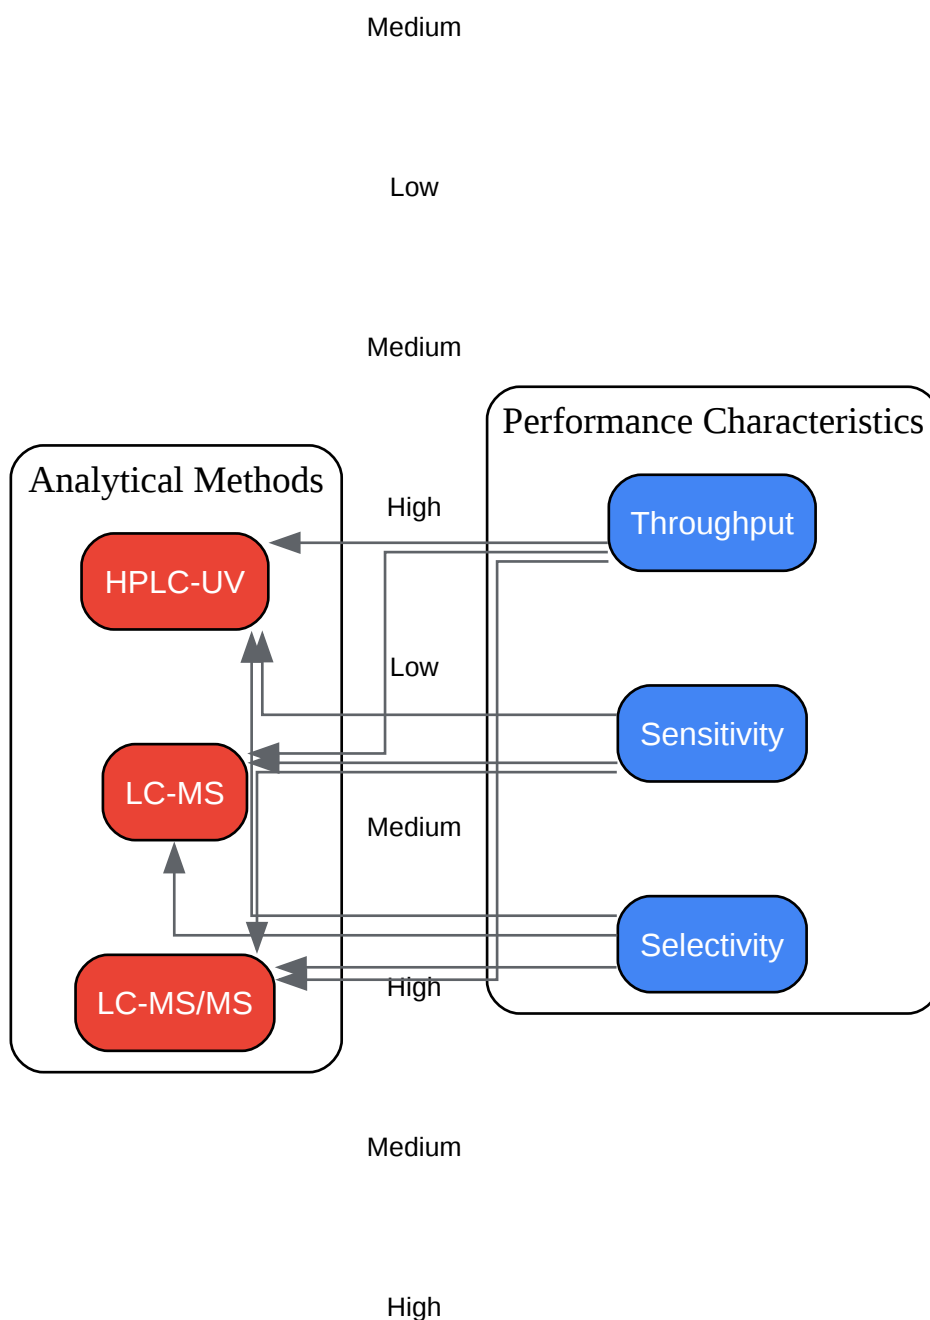 Medium
Low
Medium
Performance Characteristics
Analytical Methods
High
Throughput
HPLC-UV
Low
Sensitivity
LC-MS
Medium
Selectivity
High
LC-MS/MS
Medium
High